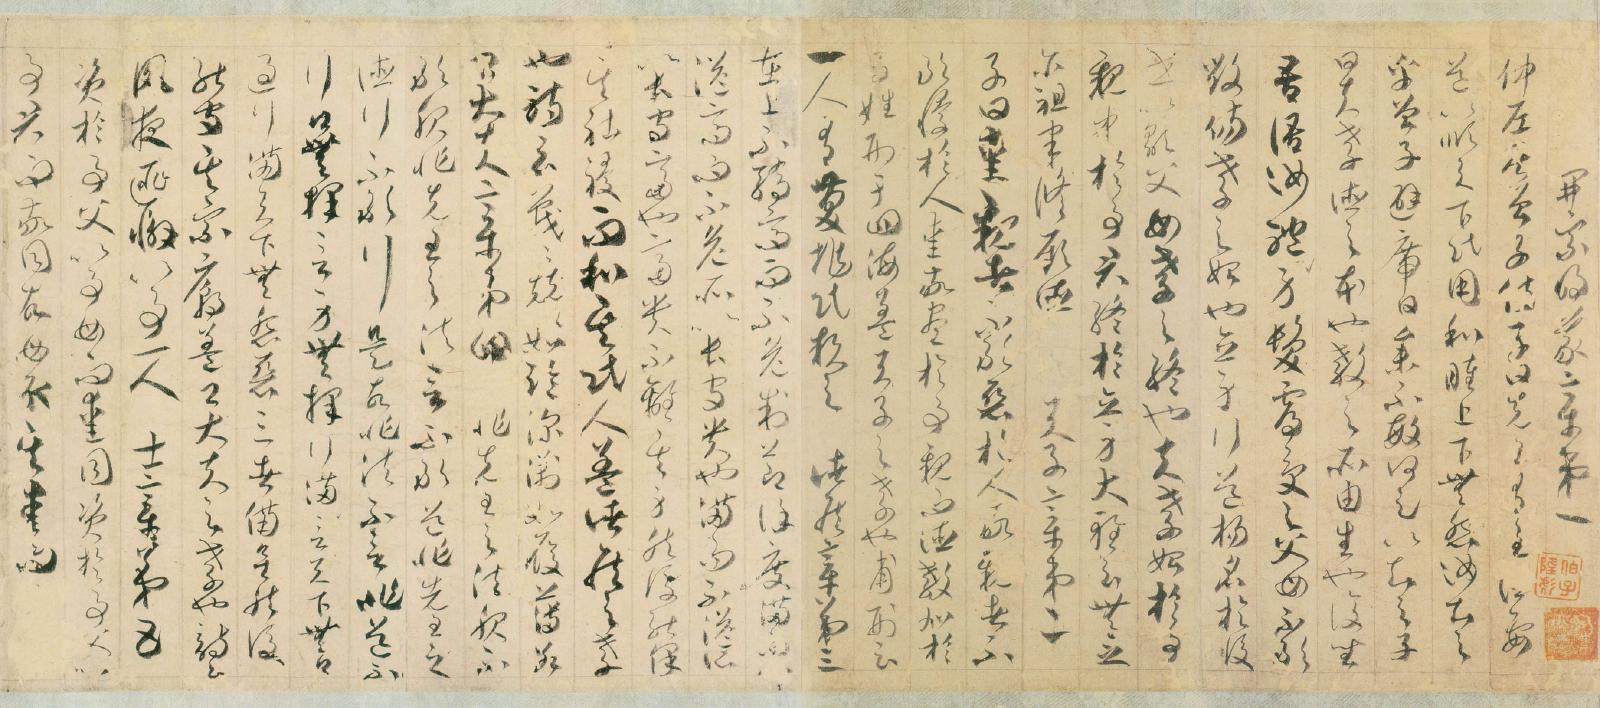 開宗明義章第一
仲尼居曾子侍子曰先王有至德要
道以順天下民用和睦上下無怨汝知之
乎曾子避席曰參不敏何足以知之子
曰夫孝德之本也教之所由生也復坐
吾語汝體身髮膚受之父母不敢
毀傷孝之始也立身行道揚名於後
世以顯父母孝之終也夫孝始於事
親中於事君終於立身大雅云無念
爾祖聿脩厥德 天子章第二
子曰愛親者不敢惡於人敬親者不
敢慢於人愛敬盡於事親而德教加於
百姓刑于四海蓋天子之孝也甫刑云
一人有慶兆民賴之 諸侯章第三
在上不驕高而不危制節謹度滿而不
溢高而不危所以長守貴也滿而不溢所
以長守富也富貴不離其身然後能保
其社稷而和其民人蓋諸侯之孝
也詩云戰戰兢兢如臨深淵如履薄冰
卿大夫章第四 非先王之法服不
敢服非先王之法言不敢道非先王之
德行不敢行是故非法不言非道不
行口無擇言身無擇行滿言天下無口
過行滿天下無怨惡三者備矣然後
能守其宗廟蓋卿大夫之孝也詩云
夙夜匪懈以事一人 士章第五
資於事父以事母而愛同資於事父以
事君而敬同故母取其愛而